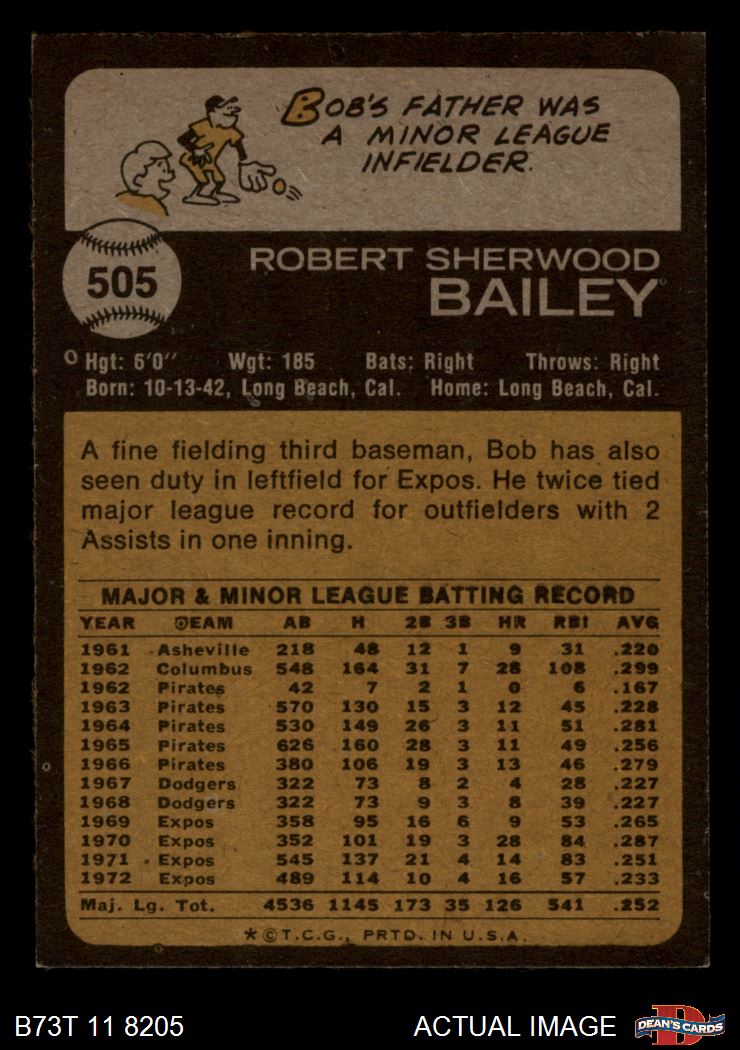 BOB'S FATHER WAS
A MINOR LEAGUE
INFIELDER.
505
ROBERT SHERWOOD
BAILEY
Hgt: 6'0" Wgt: 185 Bats: Right Throws: Right
Born: 10-13-42, Long Beach, Cal. Home: Long Beach, Cal.
A fine fielding third baseman, Bob has also
seen duty in leftfield for Expos. He twice tied
major league record for outfielders with 2
Assists in one inning.
MAJOR & MINOR LEAGUE BATTING RECORD
YEAR TEAM AB H 2B 3B HR RBI AVG
1961 Asheville 218 48 12 1 9 31 .220
1962 Columbus 548 164 31 7 28 108 .299
1962 Pirates 42 7 2 1 0 6 .167
1963 Pirates 570 130 15 3 12 45 .228
1964 Pirates 530 149 26 3 11 51 .281
1965 Pirates 626 160 28 3 11 49 .256
1966 Pirates 380 106 19 3 13 46 .279
1967 Dodgers 322 73 8 2 4 28 .227
1968 Dodgers 322 73 9 3 8 39 .227
1969 Expos 358 95 16 6 9 53 .265
1970 Expos 352 101 19 3 28 84 .287
1971 Expos 545 137 21 4 14 83 .251
1972 Expos 489 114 10 4 16 57 .233
Maj. Lg. Tot. 4536 1145 173 35 126 541 .252
*©T.C.G., PRTD. IN U.S.A.
B73T 11 8205 ACTUAL IMAGE DEAN'S CARDS